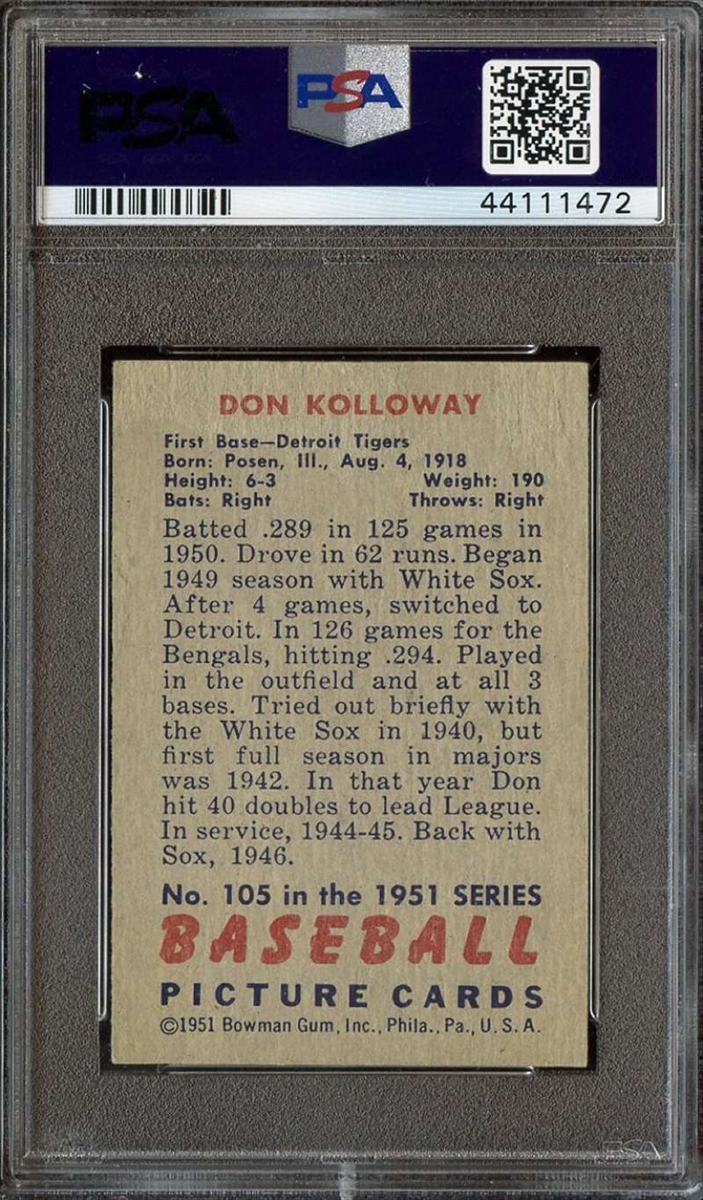 PSA
PSA
44111472
DON KOLLOWAY
First Base—Detroit Tigers
Born: Posen, Ill., Aug. 4, 1918
Height: 6-3 Weight: 190
Bats: Right Throws: Right
Batted .289 in 125 games in
1950. Drove in 62 runs. Began
1949 season with White Sox.
After 4 games, switched to
Detroit. In 126 games for the
Bengals, hitting .294. Played
in the outfield and at all 3
bases. Tried out briefly with
the White Sox in 1940, but
first full season in majors
was 1942. In that year Don
hit 40 doubles to lead League.
In service, 1944-45. Back with
Sox, 1946.
No. 105 in the 1951 SERIES
BASEBALL
PICTURE CARDS
©1951 Bowman Gum, Inc., Phila., Pa., U. S. A.
PSA